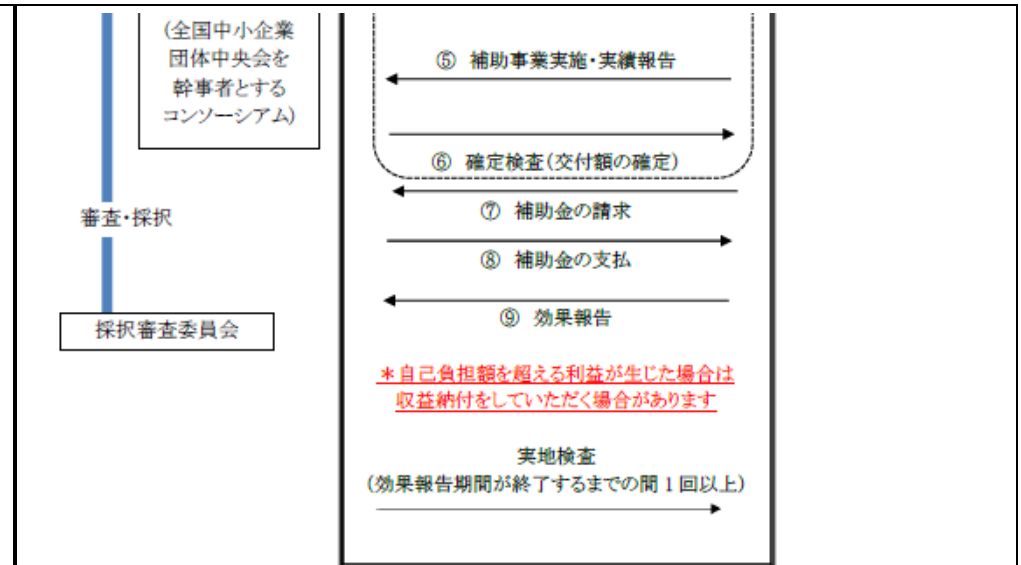 (全国中小企業
団体中央会を
幹事者とする
コンソーシアム)
審査・採択
採択審査委員会
⑤ 補助事業実施・実績報告
⑥ 確定検査(交付額の確定)
⑦ 補助金の請求
⑧ 補助金の支払
⑨ 効果報告
＊自己負担額を超える利益が生じた場合は
収益納付をしていただく場合があります
実地検査
(効果報告期間が終了するまでの間1回以上)